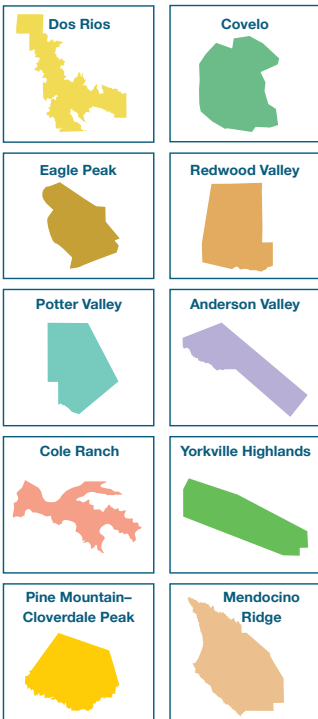 Dos Rios
Covelo
Eagle Peak
Redwood Valley
Potter Valley
Anderson Valley
Cole Ranch
Yorkville Highlands
Pine Mountain–
Cloverdale Peak
Mendocino
Ridge